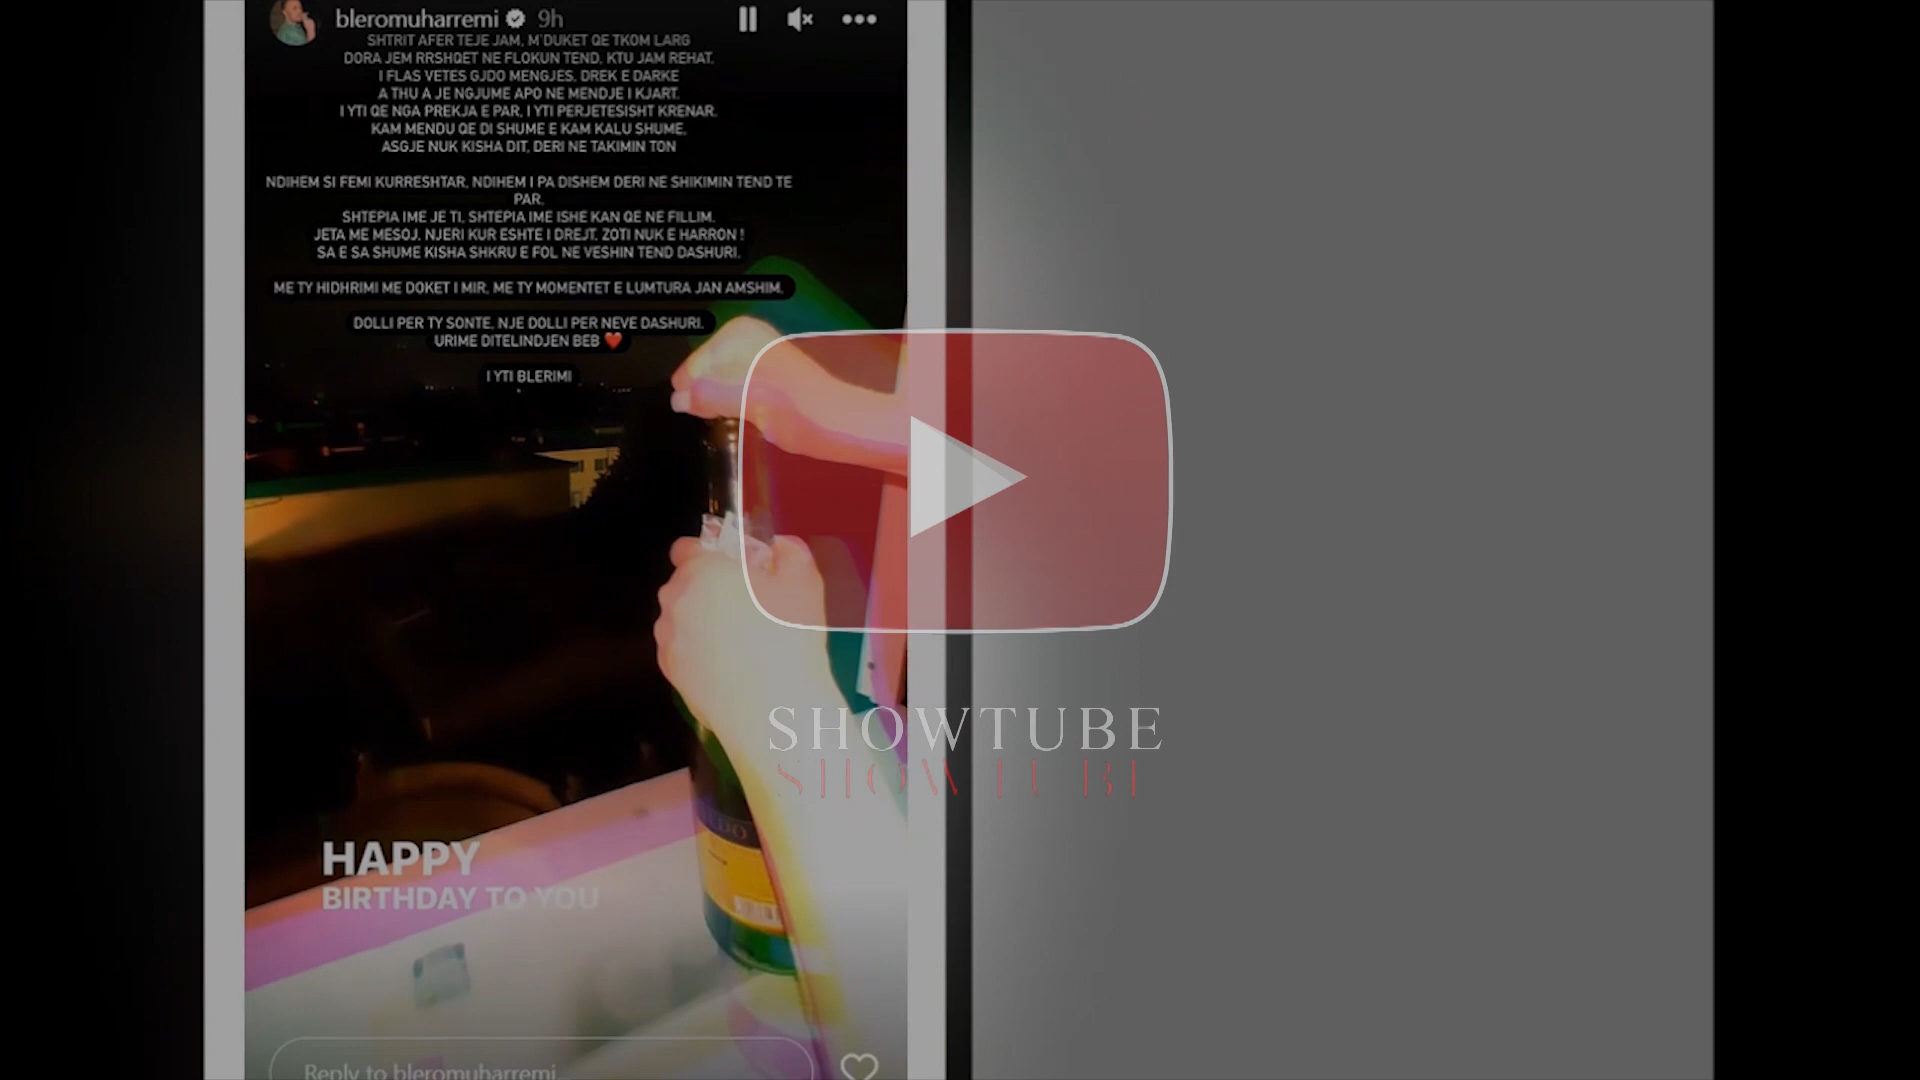 bleromuharremi 9h
SHTRIT AFER TEJE JAM, M'DUKET QE TKOM LARG
DORA JEM RRSHQET NE FLOKUN TEND, KTU JAM REHAT.
I FLAS VETES GJDO MENGJES, DREK E DARKE
A THU A JE NGJUME APO NE MENDJE I KJART.
I YTI QE NGA PREKJA E PAR, I YTI PERJETESISHT KRENAR.
KAM MENDU QE DI SHUME E KAM KALU SHUME,
ASGJE NUK KISHA DIT, DERI NE TAKIMIN TON
NDIHEM SI FEMI KURRESHTAR, NDIHEM I PA DISHEM DERI NE SHIKIMIN TEND TE
PAR.
SHTEPIA IME JE TI, SHTEPIA IME ISHE KAN QE NE FILLIM.
JETA ME MESOJ, NJERI KUR ESHTE I DREJT, ZOTI NUK E HARRON !
SA E SA SHUME KISHA SHKRU E FOL NE VESHIN TEND DASHURI.
ME TY HIDHRIMI ME DOKET I MIR, ME TY MOMENTET E LUMTURA JAN AMSHIM.
DOLLI PER TY SONTE, NJE DOLLI PER NEVE DASHURI.
URIME DITELINDJEN BEB ❤️
I YTI BLERIMI
SHOWTUBE
SHOWTUBE
HAPPY
BIRTHDAY TO YOU
Reply to bleromuharremi...